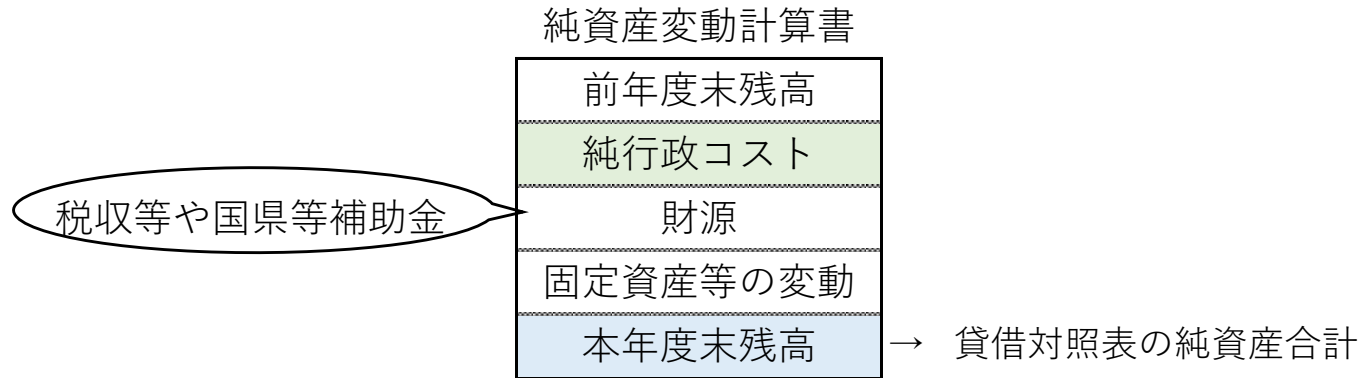 純資産変動計算書
前年度末残高
純行政コスト
税収等や国県等補助金
財源
固定資産等の変動
本年度末残高 → 貸借対照表の純資産合計